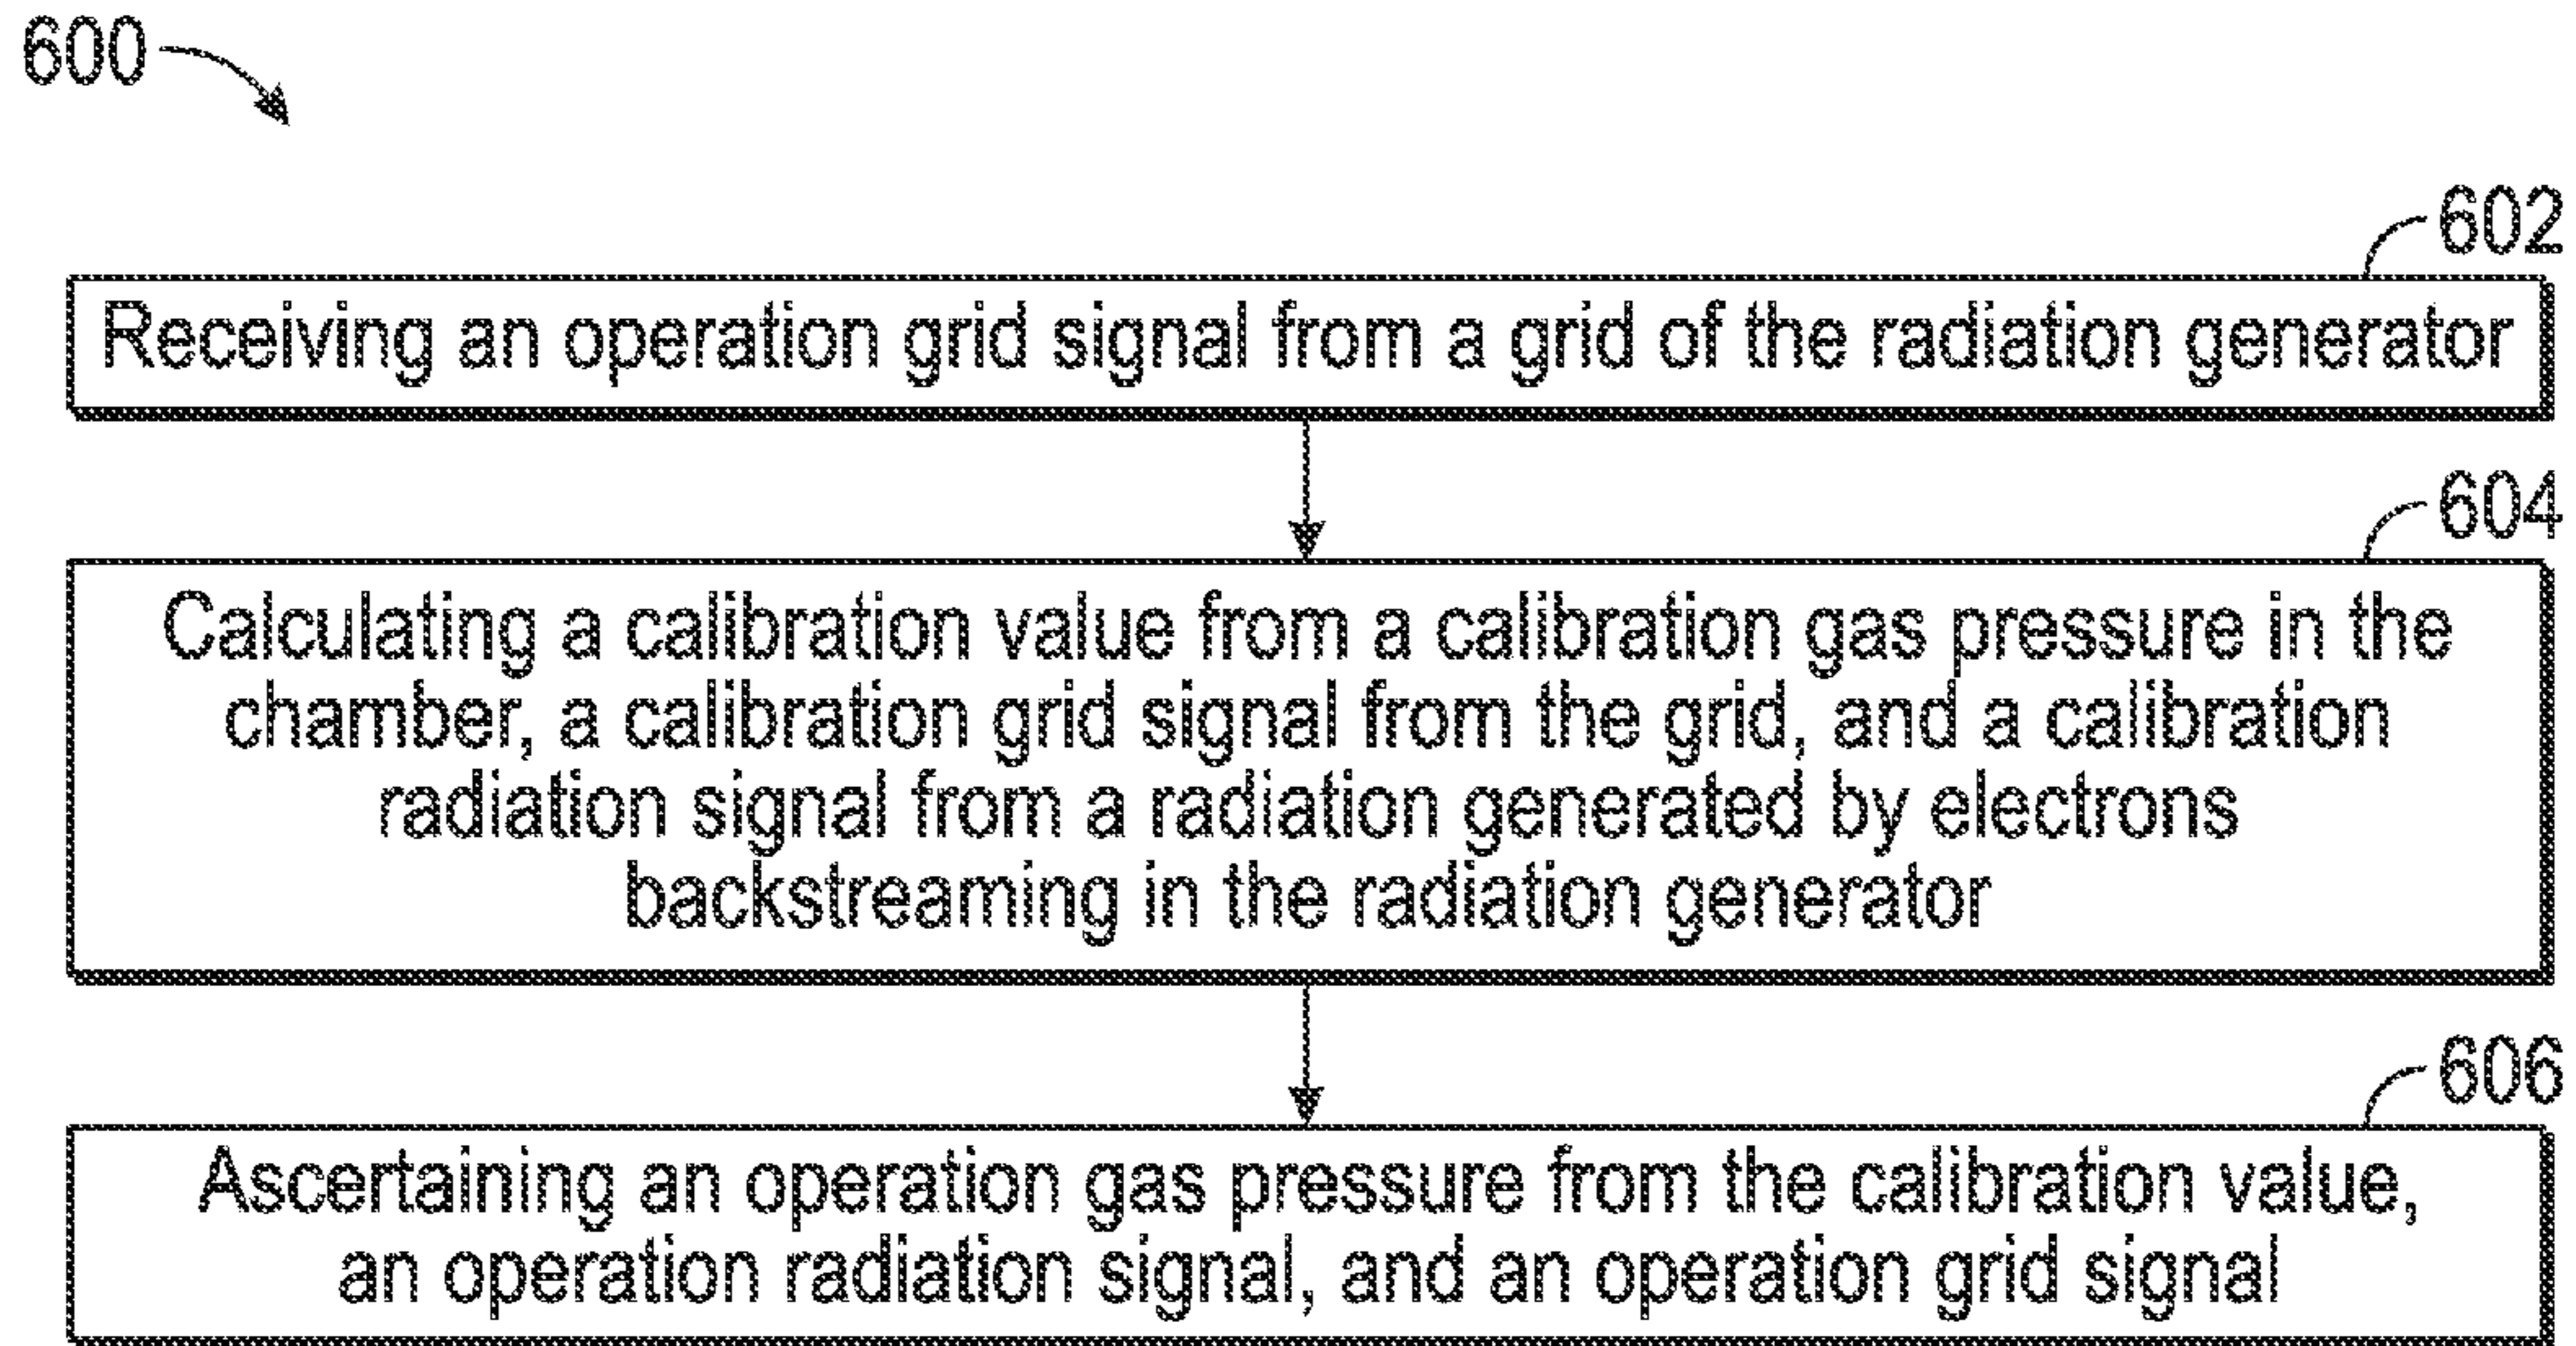 600
602
Receiving an operation grid signal from a grid of the radiation generator
604
Calculating a calibration value from a calibration gas pressure in the
chamber, a calibration grid signal from the grid, and a calibration
radiation signal from a radiation generated by electrons
backstreaming in the radiation generator
606
Ascertaining an operation gas pressure from the calibration value,
an operation radiation signal, and an operation grid signal